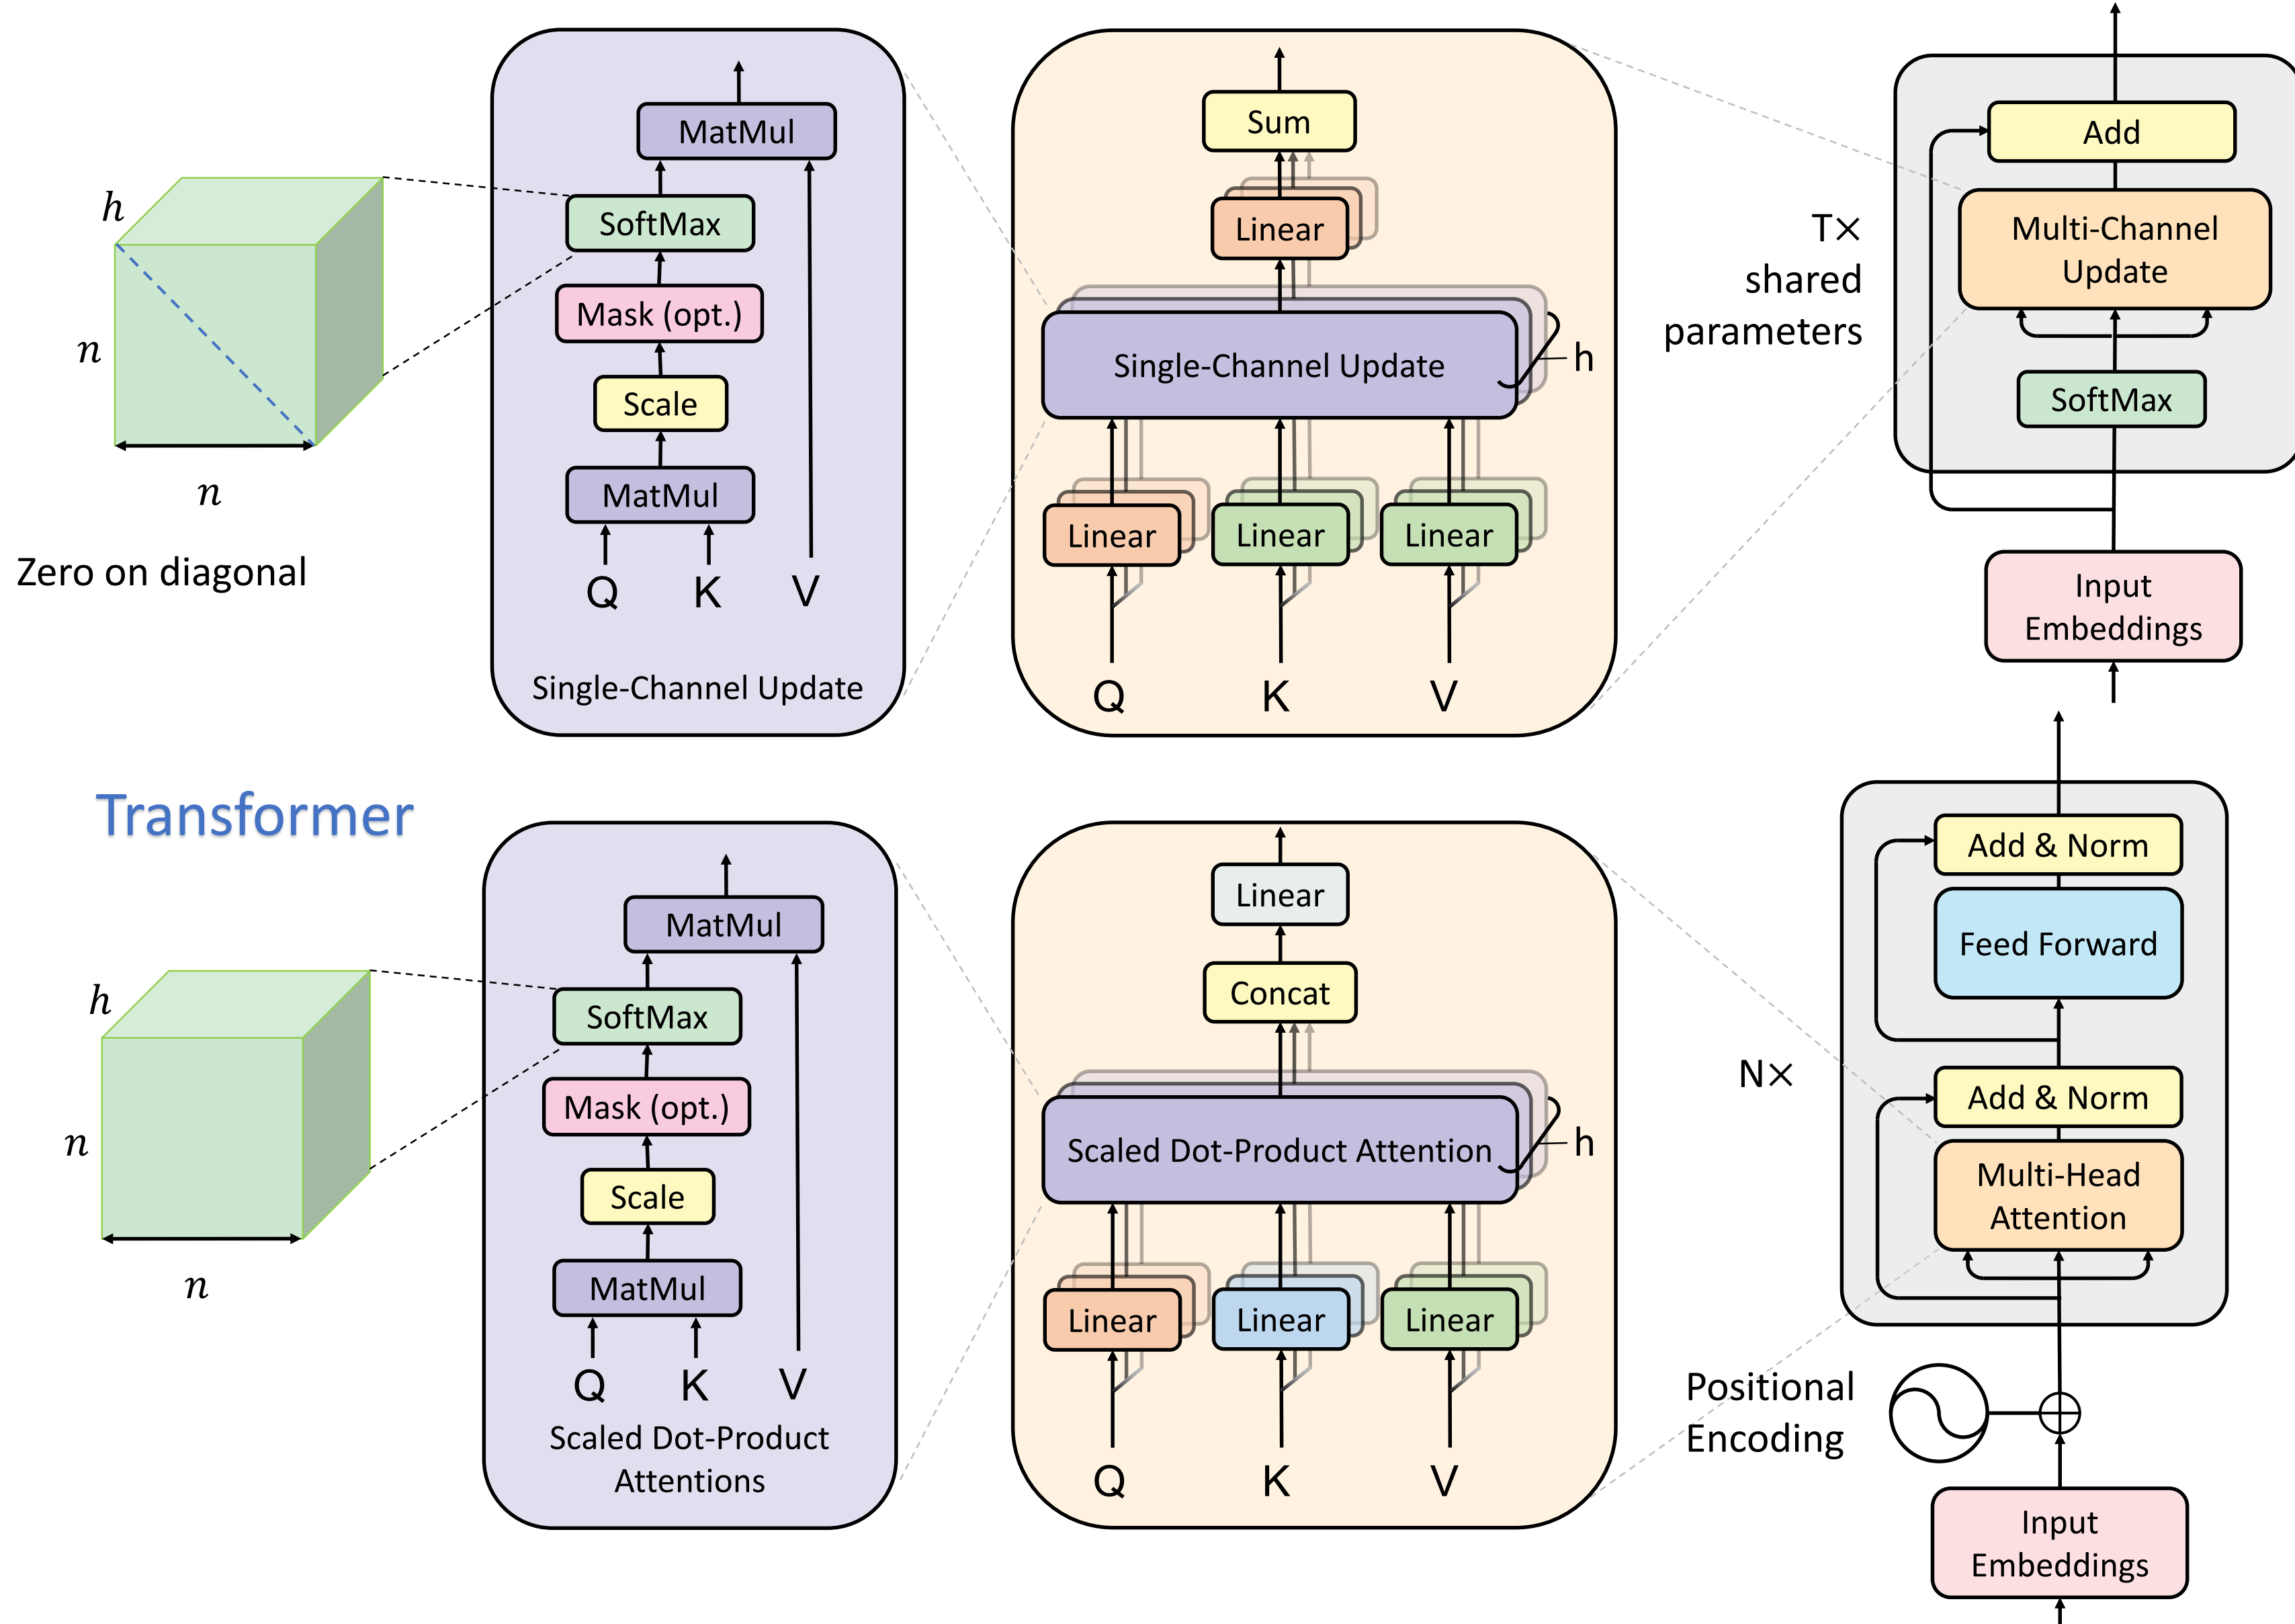 h
n
n
Zero on diagonal
MatMul
SoftMax
Mask (opt.)
Scale
MatMul
Q K V
Single-Channel Update
Sum
Linear
Single-Channel Update
h
Linear Linear Linear
Q K V
T×
shared
parameters
Add
Multi-Channel
Update
SoftMax
Input
Embeddings
Transformer
h
n
n
MatMul
SoftMax
Mask (opt.)
Scale
MatMul
Q K V
Scaled Dot-Product
Attentions
Linear
Concat
Scaled Dot-Product Attention
h
Linear Linear Linear
Q K V
N×
Add & Norm
Feed Forward
Add & Norm
Multi-Head
Attention
Positional
Encoding
Input
Embeddings